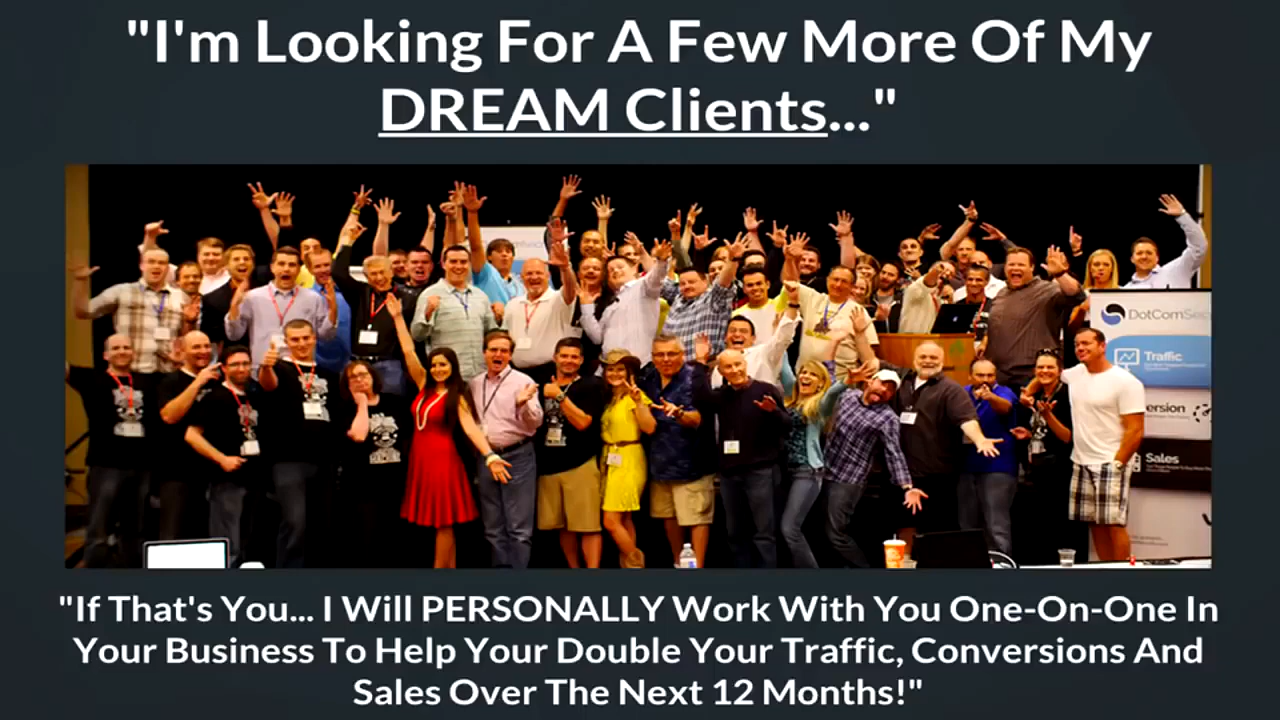 "I'm Looking For A Few More Of My
DREAM Clients..."
DotComSec
Traffic
ersion
Sales
"If That's You... I Will PERSONALLY Work With You One-On-One In
Your Business To Help Your Double Your Traffic, Conversions And
Sales Over The Next 12 Months!"